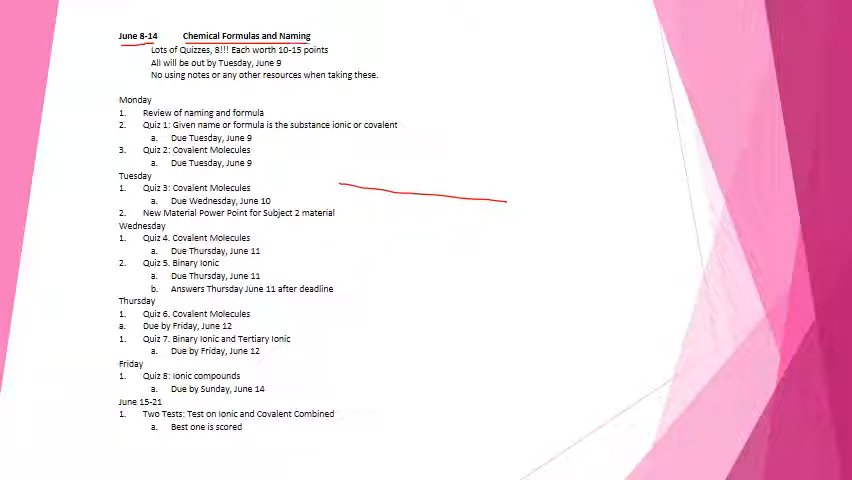 June 8-14 Chemical Formulas and Naming
Lots of Quizzes, 8!!! Each worth 10-15 points
All will be out by Tuesday, June 9
No using notes or any other resources when taking these.
Monday
1. Review of naming and formula
2. Quiz 1: Given name or formula is the substance ionic or covalent
a. Due Tuesday, June 9
3. Quiz 2: Covalent Molecules
a. Due Tuesday, June 9
Tuesday
1. Quiz 3: Covalent Molecules
a. Due Wednesday, June 10
2. New Material Power Point for Subject 2 material
Wednesday
1. Quiz 4. Covalent Molecules
a. Due Thursday, June 11
2. Quiz 5. Binary Ionic
a. Due Thursday, June 11
b. Answers Thursday June 11 after deadline
Thursday
1. Quiz 6. Covalent Molecules
a. Due by Friday, June 12
1. Quiz 7. Binary Ionic and Tertiary Ionic
a. Due by Friday, June 12
Friday
1. Quiz 8: Ionic compounds
a. Due by Sunday, June 14
June 15-21
1. Two Tests: Test on Ionic and Covalent Combined
a. Best one is scored